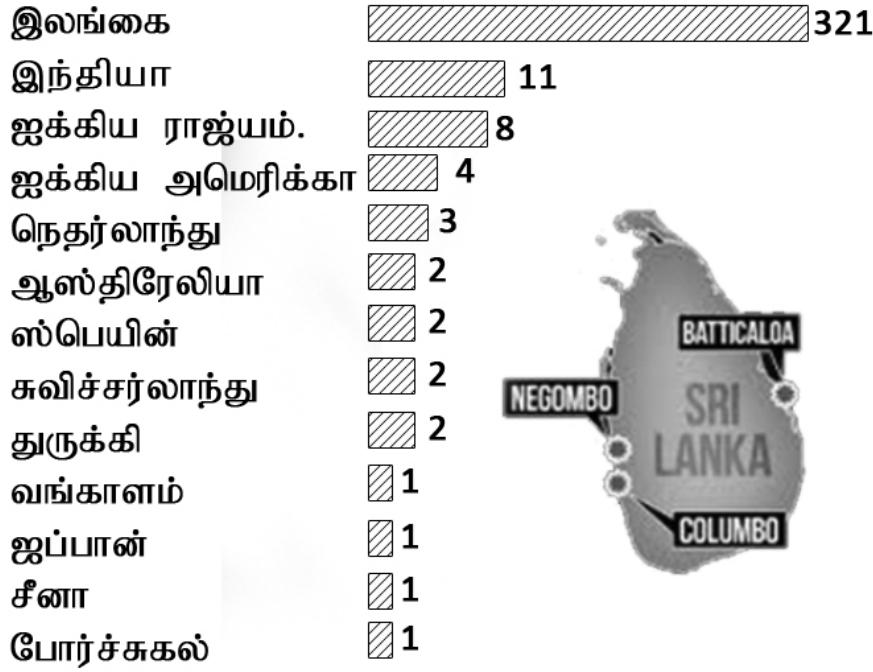 இலங்கை 321
இந்தியா 11
ஐக்கிய ராஜ்யம். 8
ஐக்கிய அமெரிக்கா 4
நெதர்லாந்து 3
ஆஸ்திரேலியா 2
ஸ்பெயின் 2
சுவிச்சர்லாந்து 2
துருக்கி 2
வங்காளம் 1
ஜப்பான் 1
சீனா 1
போர்ச்சுகல் 1
BATTICALOA
NEGOMBO
SRI
LANKA
COLUMBO